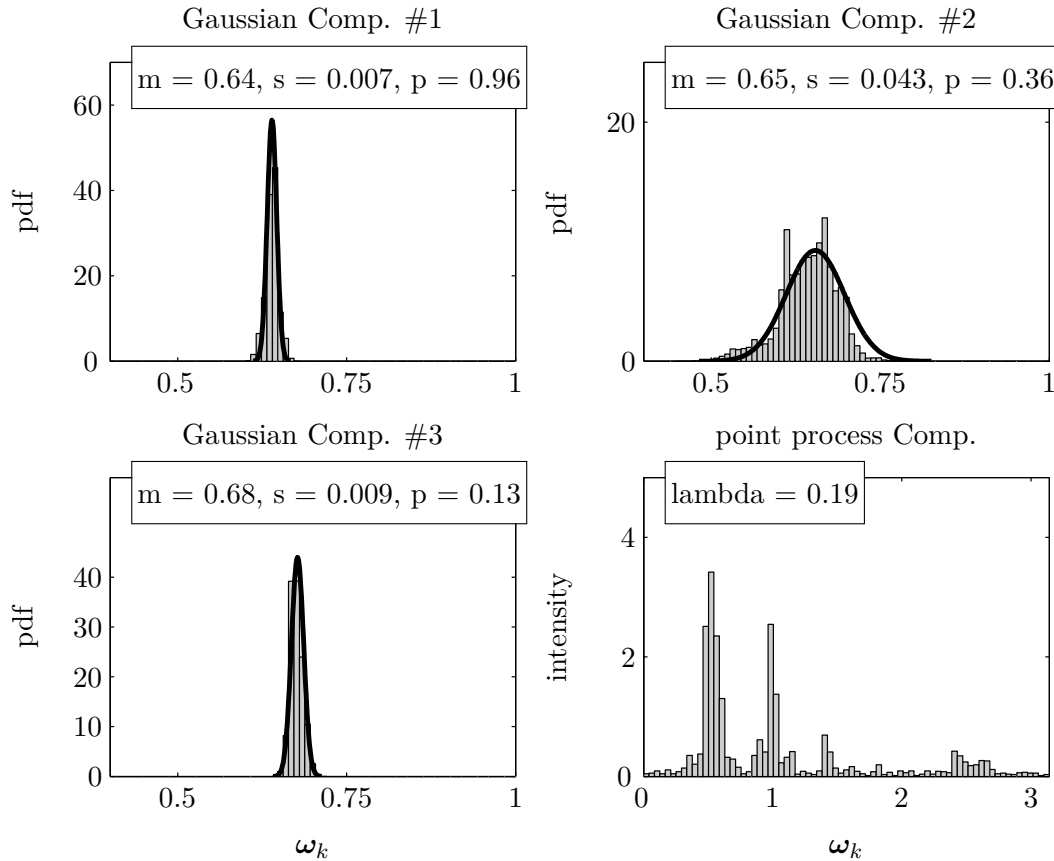 Gaussian Comp. #1
m = 0.64, s = 0.007, p = 0.96
60
40
20
0
pdf
0.5 0.75 1
Gaussian Comp. #2
m = 0.65, s = 0.043, p = 0.36
20
0
pdf
0.5 0.75 1
Gaussian Comp. #3
m = 0.68, s = 0.009, p = 0.13
40
30
20
10
0
pdf
0.5 0.75 1
ωk
point process Comp.
lambda = 0.19
4
2
0
intensity
0 1 2 3
ωk